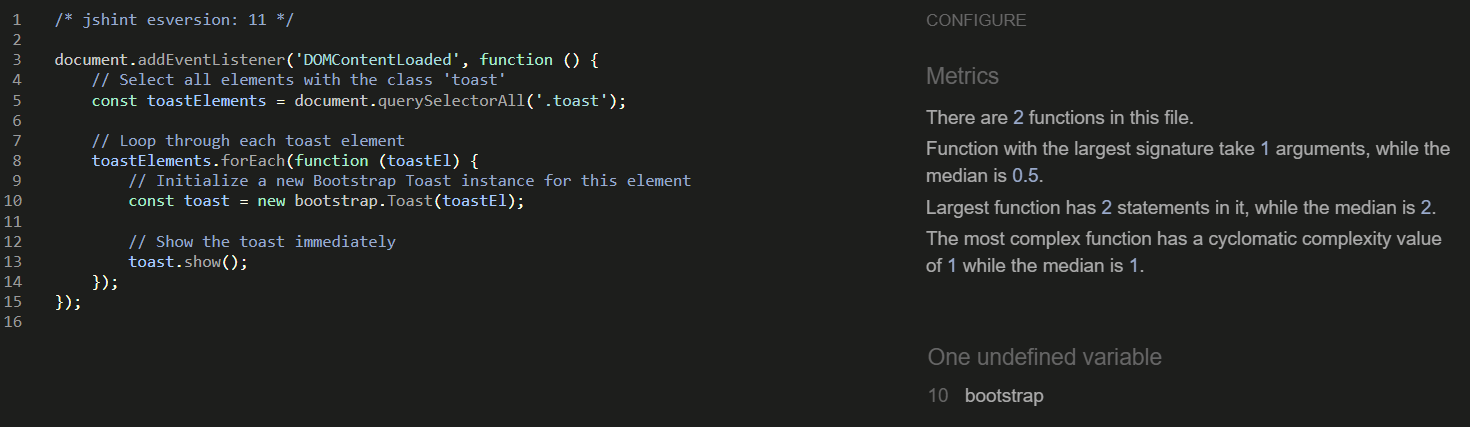 1 /* jshint esversion: 11 */
2
3 document.addEventListener('DOMContentLoaded', function () {
4     // Select all elements with the class 'toast'
5     const toastElements = document.querySelectorAll('.toast');
6
7     // Loop through each toast element
8     toastElements.forEach(function (toastEl) {
9         // Initialize a new Bootstrap Toast instance for this element
10         const toast = new bootstrap.Toast(toastEl);
11
12         // Show the toast immediately
13         toast.show();
14     });
15 });
16
CONFIGURE
Metrics
There are 2 functions in this file.
Function with the largest signature take 1 arguments, while the
median is 0.5.
Largest function has 2 statements in it, while the median is 2.
The most complex function has a cyclomatic complexity value
of 1 while the median is 1.
One undefined variable
10 bootstrap